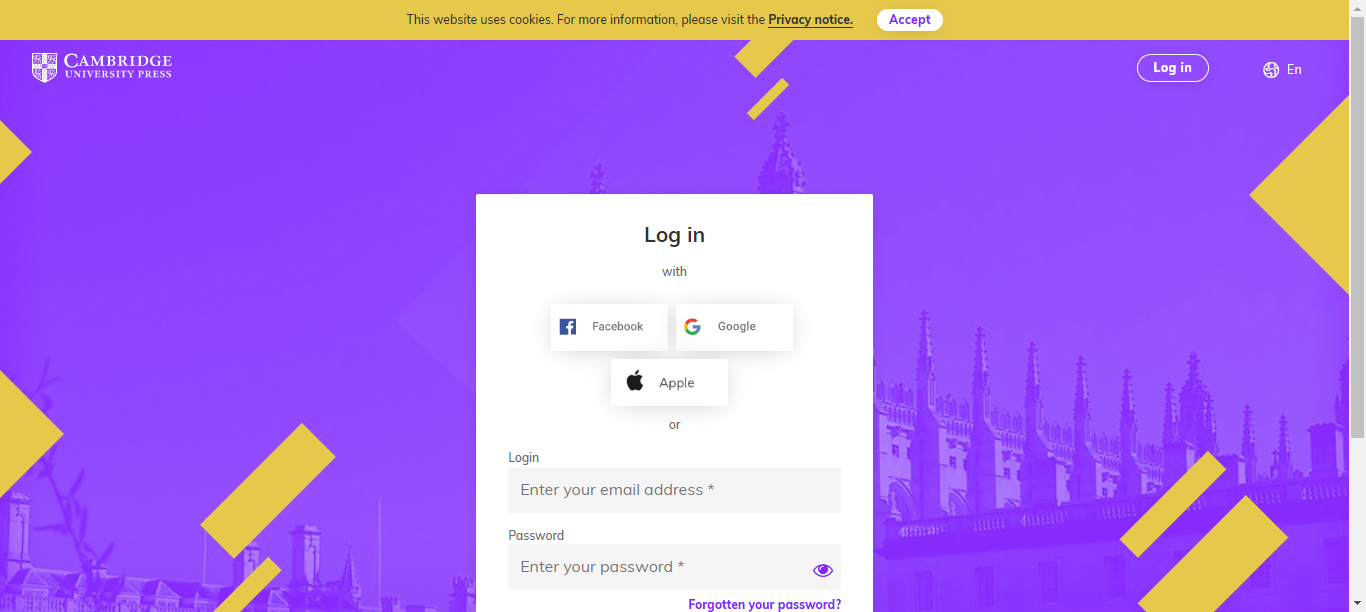 This website uses cookies. For more information, please visit the Privacy notice. Accept
CAMBRIDGE
UNIVERSITY PRESS
Log in
En
Log in
with
Facebook
Google
Apple
or
Login
Enter your email address *
Password
Enter your password *
Forgotten your password?